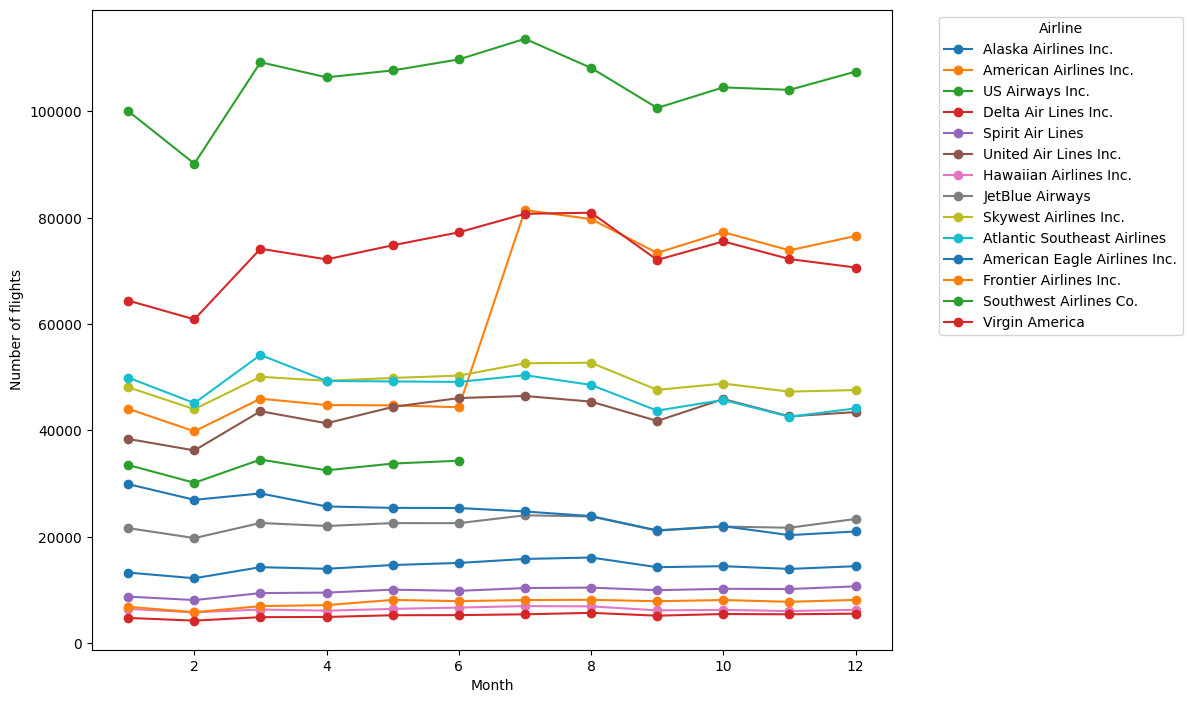 Airline
Alaska Airlines Inc.
American Airlines Inc.
US Airways Inc.
Delta Air Lines Inc.
Spirit Air Lines
United Air Lines Inc.
Hawaiian Airlines Inc.
JetBlue Airways
Skywest Airlines Inc.
Atlantic Southeast Airlines
American Eagle Airlines Inc.
Frontier Airlines Inc.
Southwest Airlines Co.
Virgin America
Number of flights
100000
80000
60000
40000
20000
0
2 4 6 8 10 12
Month